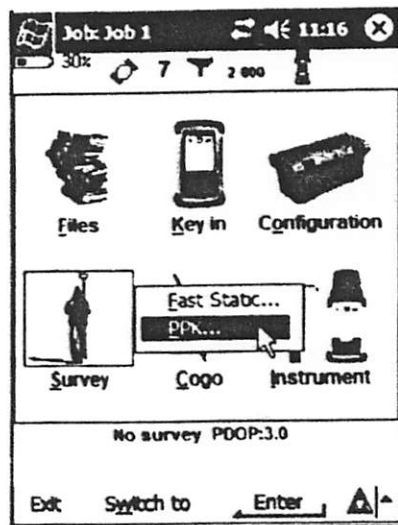 Job: Job 1 11:16
30% 7 2.000
Files Key in Configuration
Fast Static...
PPK...
Survey Cogo Instrument
No survey PDOP:3.0
Exit Switch to Enter